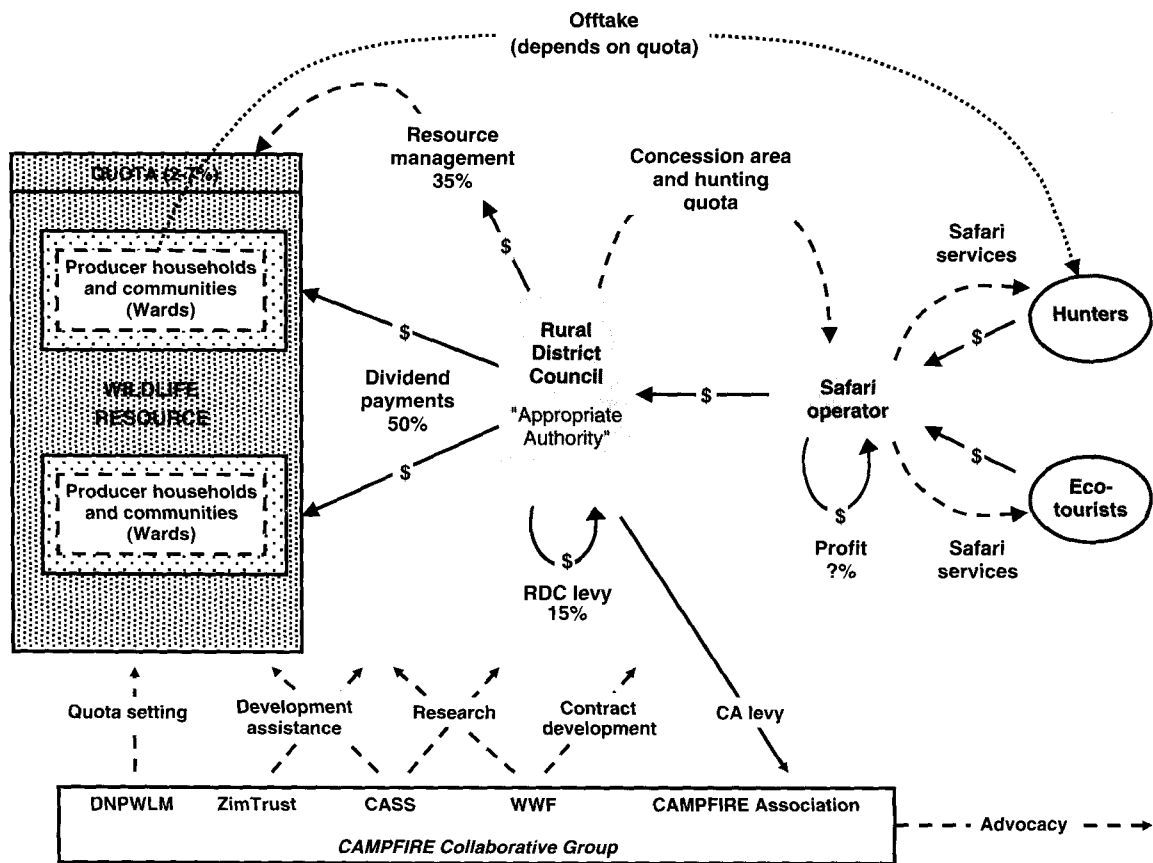 Offtake
(depends on quota)
Resource
management
35%
Concession area
and hunting
quota
QUOTA (2-7%)
Safari
services
$
Producer households
and communities
(Wards)
$
Hunters
$
Rural
District
Council
"Appropriate
Authority"
WILDLIFE
RESOURCE
Dividend
payments
50%
$
Safari
operator
$
$
Producer households
and communities
(Wards)
Eco-
tourists
$
Profit
?%
Safari
services
$
RDC levy
15%
Quota setting
Development
assistance
Research
Contract
development
CA levy
DNPWLM
ZimTrust
CASS
WWF
CAMPFIRE Association
CAMPFIRE Collaborative Group
Advocacy